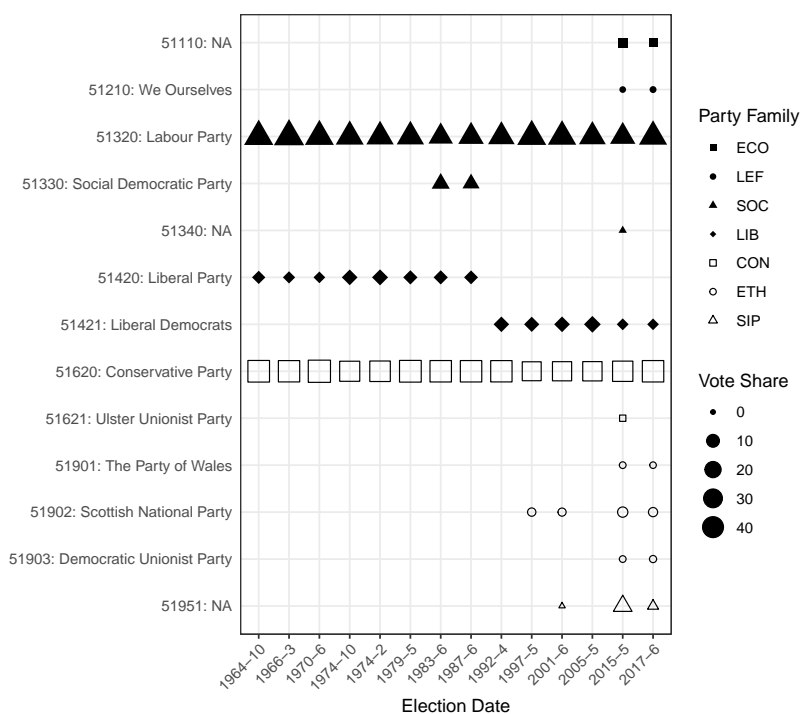 51110: NA
51210: We Ourselves
51320: Labour Party
51330: Social Democratic Party
51340: NA
51420: Liberal Party
51421: Liberal Democrats
51620: Conservative Party
51621: Ulster Unionist Party
51901: The Party of Wales
51902: Scottish National Party
51903: Democratic Unionist Party
51951: NA
1964−10
1966−3
1970−6
1974−10
1974−2
1979−5
1983−6
1987−6
1992−4
1997−5
2001−6
2005−5
2015−5
2017−6
Election Date
Party Family
ECO
LEF
SOC
LIB
CON
ETH
SIP
Vote Share
0
10
20
30
40